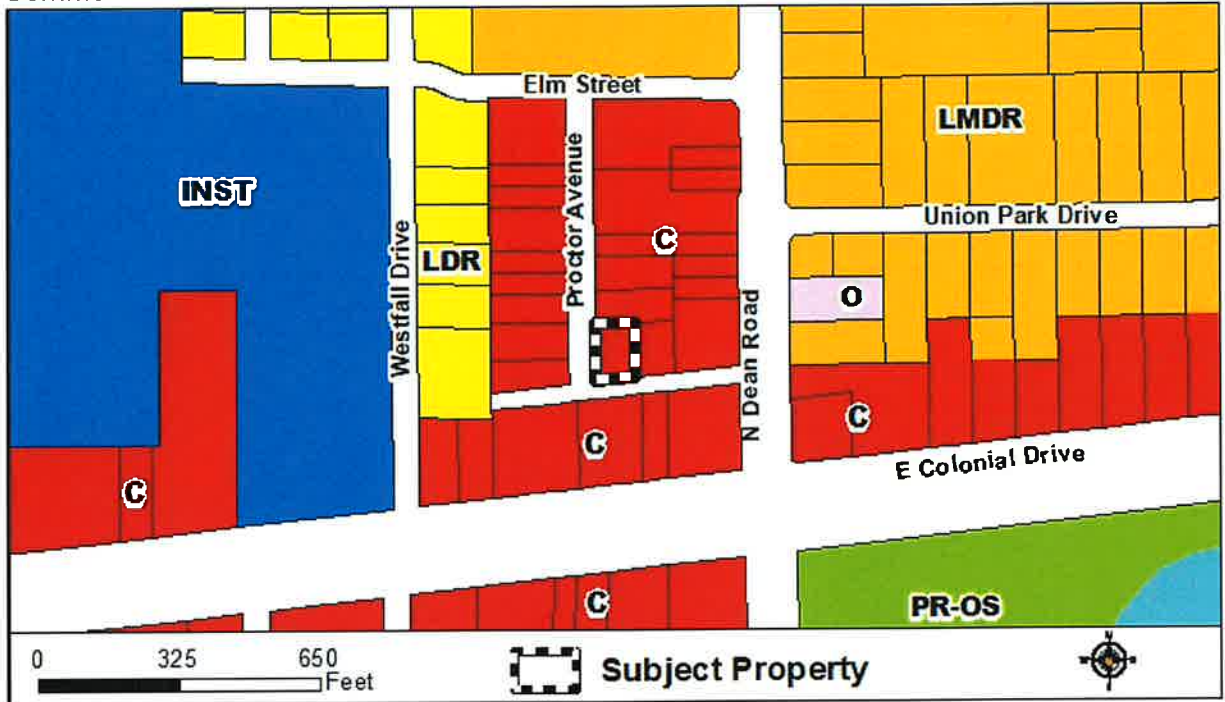 Elm Street
LMDR
INST
Proctor Avenue
Union Park Drive
Westfall Drive
C
LDR
O
N Dean Road
C
C
E Colonial Drive
C
C
PR-OS
0 325 650
Feet
Subject Property
N
W E
S